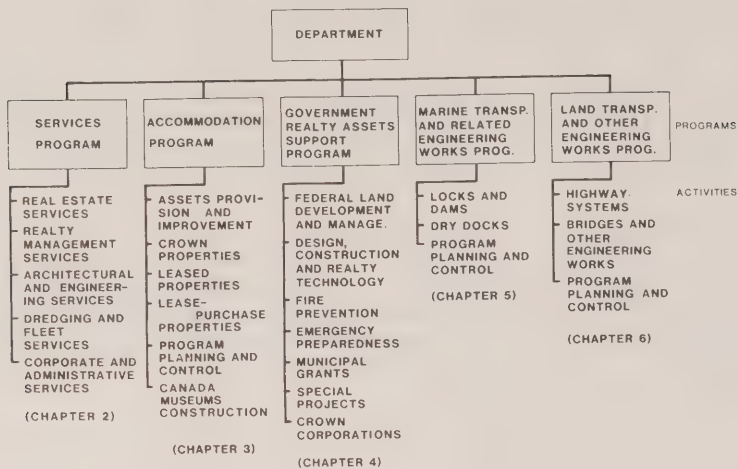 DEPARTMENT
SERVICES
PROGRAM
ACCOMMODATION
PROGRAM
GOVERNMENT
REALTY ASSETS
SUPPORT
PROGRAM
MARINE TRANSP.
AND RELATED
ENGINEERING
WORKS PROG.
LAND TRANSP.
AND OTHER
ENGINEERING
WORKS PROG.
PROGRAMS
ACTIVITIES
REAL ESTATE
SERVICES
REALTY
MANAGEMENT
SERVICES
ARCHITECTURAL
AND ENGINEER-
ING SERVICES
DREDGING AND
FLEET
SERVICES
CORPORATE AND
ADMINISTRATIVE
SERVICES
(CHAPTER 2)
ASSETS PROVI-
SION AND
IMPROVEMENT
CROWN
PROPERTIES
LEASED
PROPERTIES
LEASE-
PURCHASE
PROPERTIES
PROGRAM
PLANNING AND
CONTROL
CANADA
MUSEUMS
CONSTRUCTION
(CHAPTER 3)
FEDERAL LAND
DEVELOPMENT
AND MANAGE.
DESIGN,
CONSTRUCTION
AND REALTY
TECHNOLOGY
FIRE
PREVENTION
EMERGENCY
PREPAREDNESS
MUNICIPAL
GRANTS
SPECIAL
PROJECTS
CROWN
CORPORATIONS
(CHAPTER 4)
LOCKS AND
DAMS
DRY DOCKS
PROGRAM
PLANNING AND
CONTROL
(CHAPTER 5)
HIGHWAY
SYSTEMS
BRIDGES AND
OTHER
ENGINEERING
WORKS
PROGRAM
PLANNING AND
CONTROL
(CHAPTER 6)